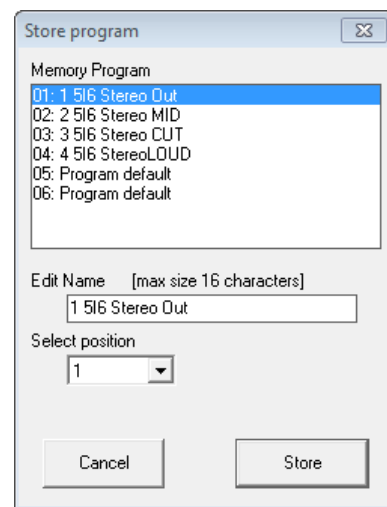 Store program
Memory Program
01: 1 5I6 Stereo Out
02: 2 5I6 Stereo MID
03: 3 5I6 Stereo CUT
04: 4 5I6 StereoLOUD
05: Program default
06: Program default
Edit Name [max size 16 characters]
1 5I6 Stereo Out
Select position
1
Cancel Store